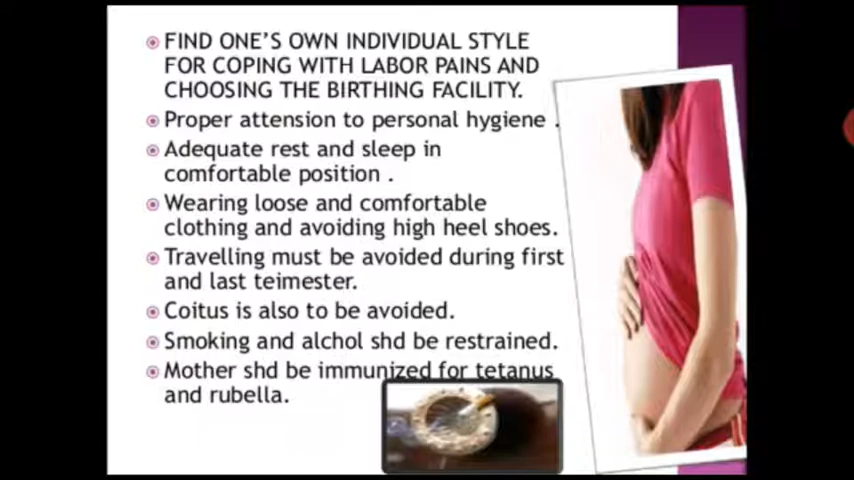 FIND ONE'S OWN INDIVIDUAL STYLE
FOR COPING WITH LABOR PAINS AND
CHOOSING THE BIRTHING FACILITY.
Proper attension to personal hygiene .
Adequate rest and sleep in
comfortable position .
Wearing loose and comfortable
clothing and avoiding high heel shoes.
Travelling must be avoided during first
and last teimester.
Coitus is also to be avoided.
Smoking and alchol shd be restrained.
Mother shd be immunized for tetanus
and rubella.